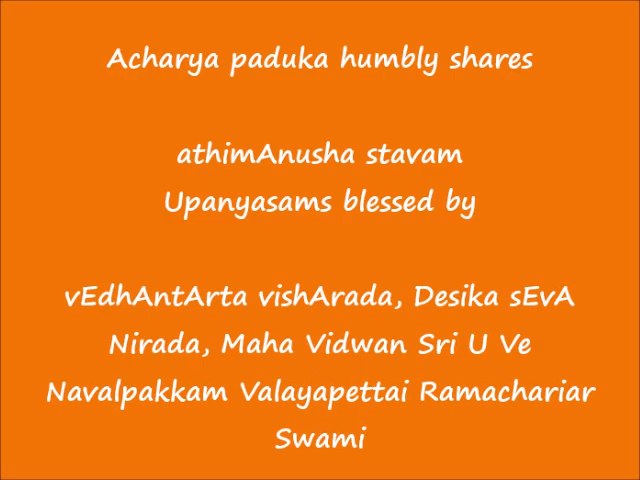 Acharya paduka humbly shares
athimAnusha stavam
Upanyasams blessed by
vEdhAntArta vishArada, Desika sEvA
Nirada, Maha Vidwan Sri U Ve
Navalpakkam Valayapettai Ramachariar
Swami